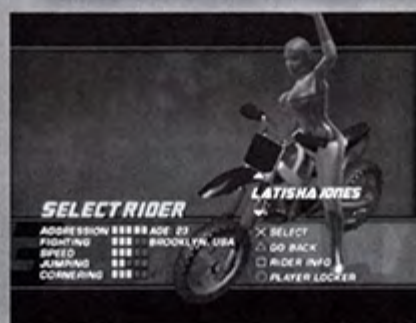 SELECT RIDER
AGGRESSION AGE: 23
FIGHTING BROOKLYN, USA
SPEED
JUMPING
CORNERING
LATISHA JONES
SELECT
GO BACK
RIDER INFO
PLAYER LOCKER